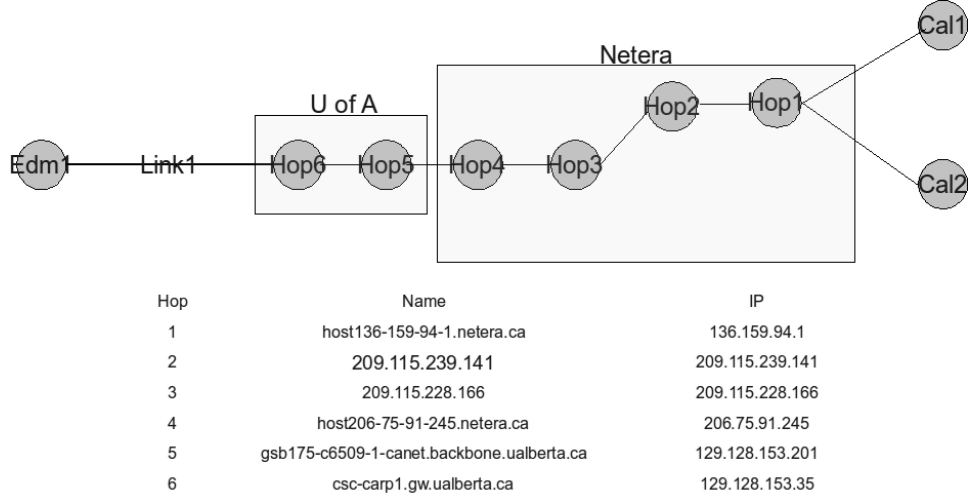 Cal1
Netera
Hop2 Hop1
U of A
Edm1 Link1 Hop6 Hop5 Hop4 Hop3
Cal2
Hop Name IP
1 host136-159-94-1.netera.ca 136.159.94.1
2 209.115.239.141 209.115.239.141
3 209.115.228.166 209.115.228.166
4 host206-75-91-245.netera.ca 206.75.91.245
5 gsb175-c6509-1-canet.backbone.ualberta.ca 129.128.153.201
6 csc-carp1.gw.ualberta.ca 129.128.153.35